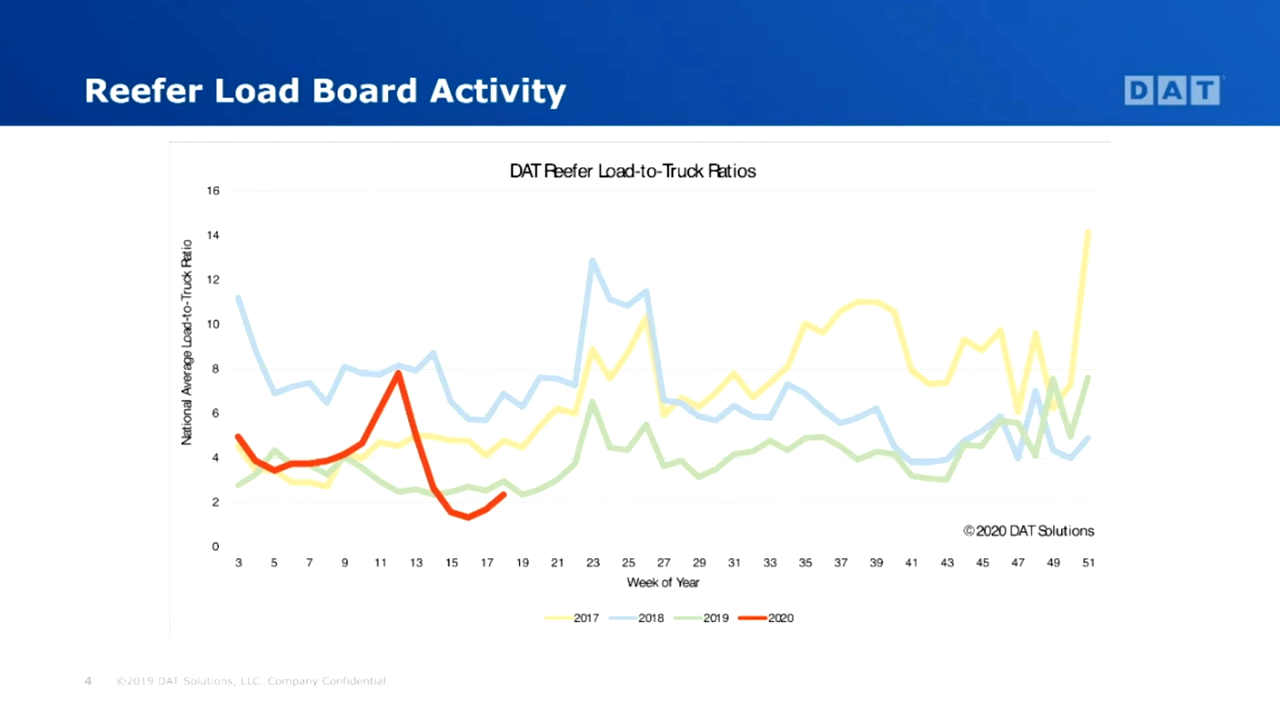 Reefer Load Board Activity
DAT
DAT Reefer Load-to-Truck Ratios
National Average Load-to-Truck Ratio
16
14
12
10
8
6
4
2
0
©2020 DAT Solutions
3 5 7 9 11 13 15 17 19 21 23 25 27 29 31 33 35 37 39 41 43 45 47 49 51
Week of Year
2017 2018 2019 2020
4 ©2019 DAT Solutions, LLC. Company Confidential.